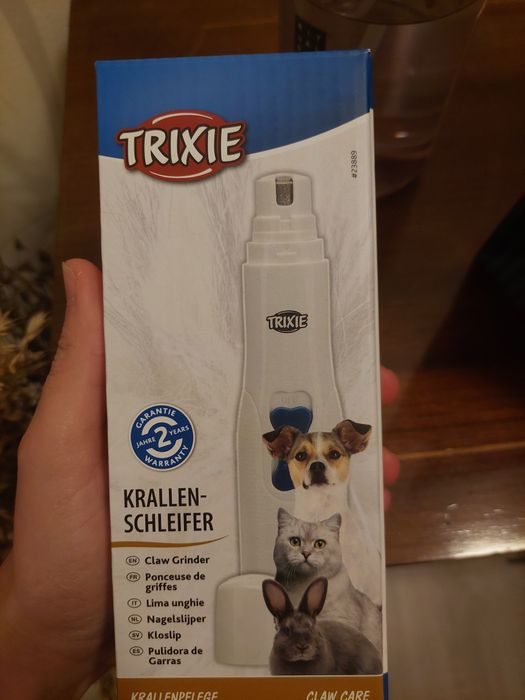 TRIXIE
#23889
TRIXIE
GARANTIE
2 JAHRE YEARS
WARRANTY
KRALLEN-
SCHLEIFER
EN Claw Grinder
FR Ponceuse de
griffes
IT Lima unghie
NL Nagelslijper
SV Kloslip
ES Pulidora de
Garras
KRALLENPFLEGE
CLAW CARE